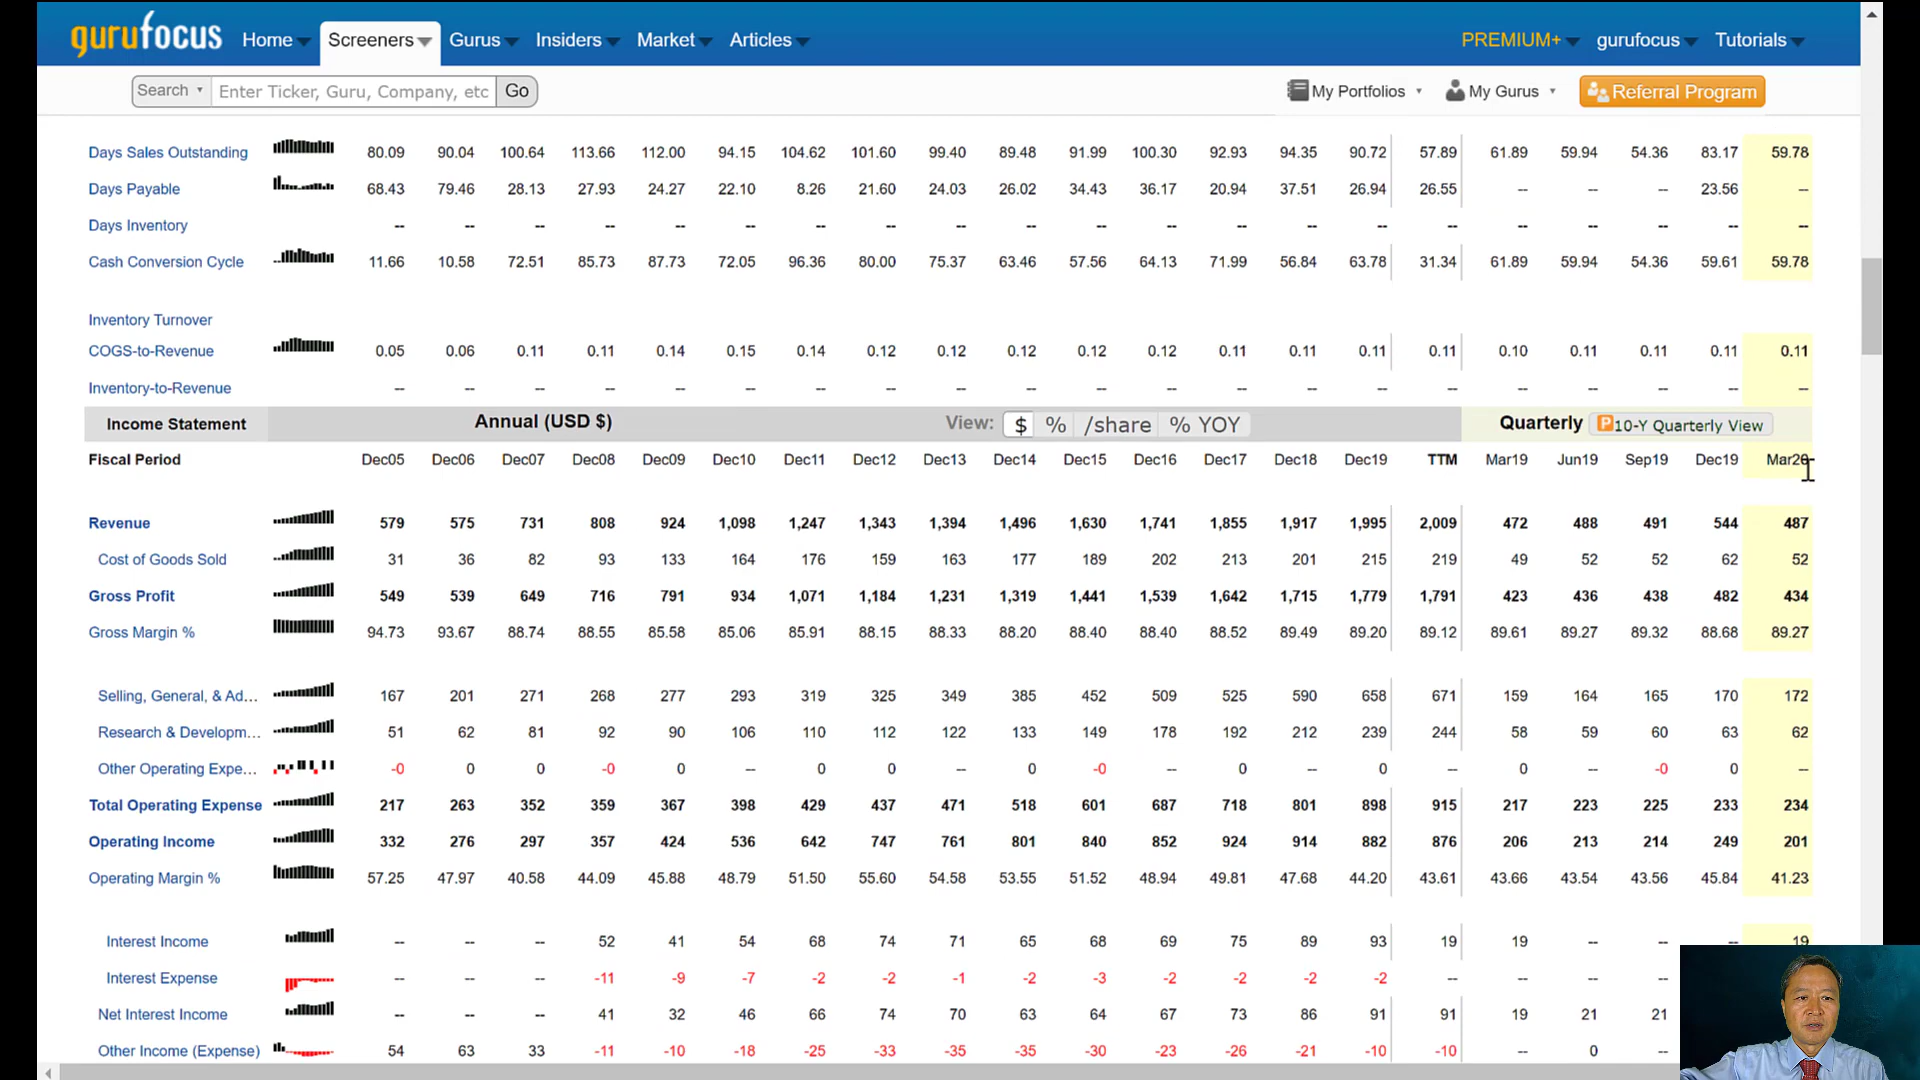 gurufocus Home Screeners Gurus Insiders Market Articles PREMIUM+ gurufocus Tutorials
Search Enter Ticker, Guru, Company, etc Go My Portfolios My Gurus Referral Program
Days Sales Outstanding 80.09 90.04 100.64 113.66 112.00 94.15 104.62 101.60 99.40 89.48 91.99 100.30 92.93 94.35 90.72 57.89 61.89 59.94 54.36 83.17 59.78
Days Payable 68.43 79.46 28.13 27.93 24.27 22.10 8.26 21.60 24.03 26.02 34.43 36.17 20.94 37.51 26.94 26.55 -- -- -- 23.56 --
Days Inventory -- -- -- -- -- -- -- -- -- -- -- -- -- -- -- -- -- -- -- -- --
Cash Conversion Cycle 11.66 10.58 72.51 85.73 87.73 72.05 96.36 80.00 75.37 63.46 57.56 64.13 71.99 56.84 63.78 31.34 61.89 59.94 54.36 59.61 59.78
Inventory Turnover
COGS-to-Revenue 0.05 0.06 0.11 0.11 0.14 0.15 0.14 0.12 0.12 0.12 0.12 0.12 0.11 0.11 0.11 0.11 0.10 0.11 0.11 0.11 0.11
Inventory-to-Revenue -- -- -- -- -- -- -- -- -- -- -- -- -- -- -- -- -- -- -- -- --
Income Statement Annual (USD $) View: $ % /share % YOY Quarterly P 10-Y Quarterly View
Fiscal Period Dec05 Dec06 Dec07 Dec08 Dec09 Dec10 Dec11 Dec12 Dec13 Dec14 Dec15 Dec16 Dec17 Dec18 Dec19 TTM Mar19 Jun19 Sep19 Dec19 Mar20
Revenue 579 575 731 808 924 1,098 1,247 1,343 1,394 1,496 1,630 1,741 1,855 1,917 1,995 2,009 472 488 491 544 487
Cost of Goods Sold 31 36 82 93 133 164 176 159 163 177 189 202 213 201 215 219 49 52 52 62 52
Gross Profit 549 539 649 716 791 934 1,071 1,184 1,231 1,319 1,441 1,539 1,642 1,715 1,779 1,791 423 436 438 482 434
Gross Margin % 94.73 93.67 88.74 88.55 85.58 85.06 85.91 88.15 88.33 88.20 88.40 88.40 88.52 89.49 89.20 89.12 89.61 89.27 89.32 88.68 89.27
Selling, General, & Ad... 167 201 271 268 277 293 319 325 349 385 452 509 525 590 658 671 159 164 165 170 172
Research & Developm... 51 62 81 92 90 106 110 112 122 133 149 178 192 212 239 244 58 59 60 63 62
Other Operating Expe... -0 0 0 -0 0 -- 0 0 -- 0 -0 -- 0 -- 0 -- 0 -- -0 0 --
Total Operating Expense 217 263 352 359 367 398 429 437 471 518 601 687 718 801 898 915 217 223 225 233 234
Operating Income 332 276 297 357 424 536 642 747 761 801 840 852 924 914 882 876 206 213 214 249 201
Operating Margin % 57.25 47.97 40.58 44.09 45.88 48.79 51.50 55.60 54.58 53.55 51.52 48.94 49.81 47.68 44.20 43.61 43.66 43.54 43.56 45.84 41.23
Interest Income -- -- -- 52 41 54 68 74 71 65 68 69 75 89 93 19 19 -- -- -- 19
Interest Expense -- -- -- -11 -9 -7 -2 -2 -1 -2 -3 -2 -2 -2 -2 -- -- -- --
Net Interest Income -- -- -- 41 32 46 66 74 70 63 64 67 73 86 91 91 19 21 21
Other Income (Expense) 54 63 33 -11 -10 -18 -25 -33 -35 -35 -30 -23 -26 -21 -10 -10 -- 0 --